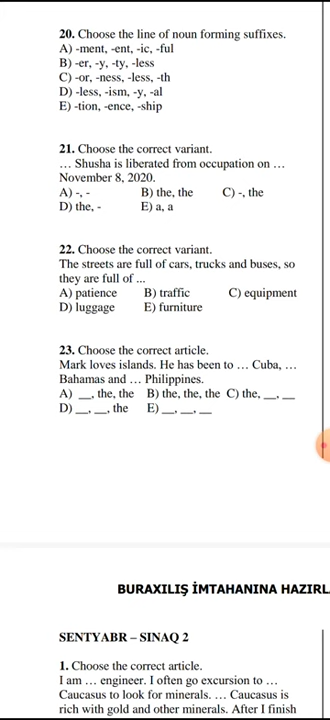 20. Choose the line of noun forming suffixes.
A) -ment, -ent, -ic, -ful
B) -er, -y, -ty, -less
C) -or, -ness, -less, -th
D) -less, -ism, -y, -al
E) -tion, -ence, -ship
21. Choose the correct variant.
… Shusha is liberated from occupation on …
November 8, 2020.
A) -, - B) the, the C) -, the
D) the, - E) a, a
22. Choose the correct variant.
The streets are full of cars, trucks and buses, so
they are full of ...
A) patience B) traffic C) equipment
D) luggage E) furniture
23. Choose the correct article.
Mark loves islands. He has been to … Cuba, …
Bahamas and … Philippines.
A) __, the, the B) the, the, the C) the, __, __
D) __, __, the E) __, __, __
BURAXILIŞ İMTAHANINA HAZIRL
SENTYABR – SINAQ 2
1. Choose the correct article.
I am … engineer. I often go excursion to …
Caucasus to look for minerals. … Caucasus is
rich with gold and other minerals. After I finish